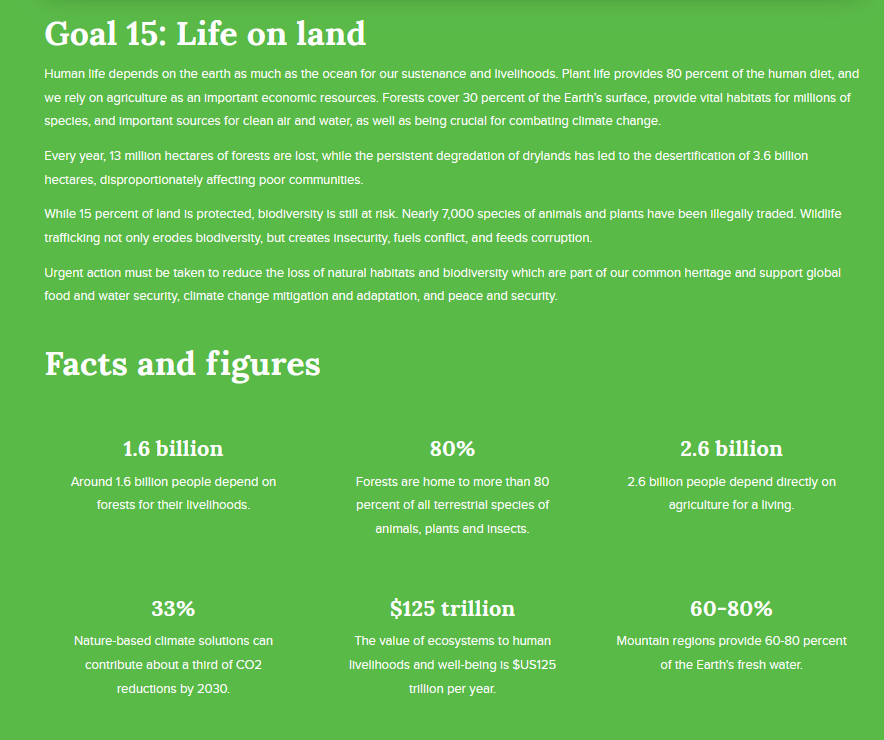 Goal 15: Life on land
Human life depends on the earth as much as the ocean for our sustenance and livelihoods. Plant life provides 80 percent of the human diet, and
we rely on agriculture as an important economic resources. Forests cover 30 percent of the Earth's surface, provide vital habitats for millions of
species, and important sources for clean air and water, as well as being crucial for combating climate change.
Every year, 13 million hectares of forests are lost, while the persistent degradation of drylands has led to the desertification of 3.6 billion
hectares, disproportionately affecting poor communities.
While 15 percent of land is protected, biodiversity is still at risk. Nearly 7,000 species of animals and plants have been illegally traded. Wildlife
trafficking not only erodes biodiversity, but creates insecurity, fuels conflict, and feeds corruption.
Urgent action must be taken to reduce the loss of natural habitats and biodiversity which are part of our common heritage and support global
food and water security, climate change mitigation and adaptation, and peace and security.
Facts and figures
1.6 billion
Around 1.6 billion people depend on
forests for their livelihoods.
80%
Forests are home to more than 80
percent of all terrestrial species of
animals, plants and insects.
2.6 billion
2.6 billion people depend directly on
agriculture for a living.
33%
Nature-based climate solutions can
contribute about a third of CO2
reductions by 2030.
$125 trillion
The value of ecosystems to human
livelihoods and well-being is $US125
trillion per year.
60-80%
Mountain regions provide 60-80 percent
of the Earth's fresh water.